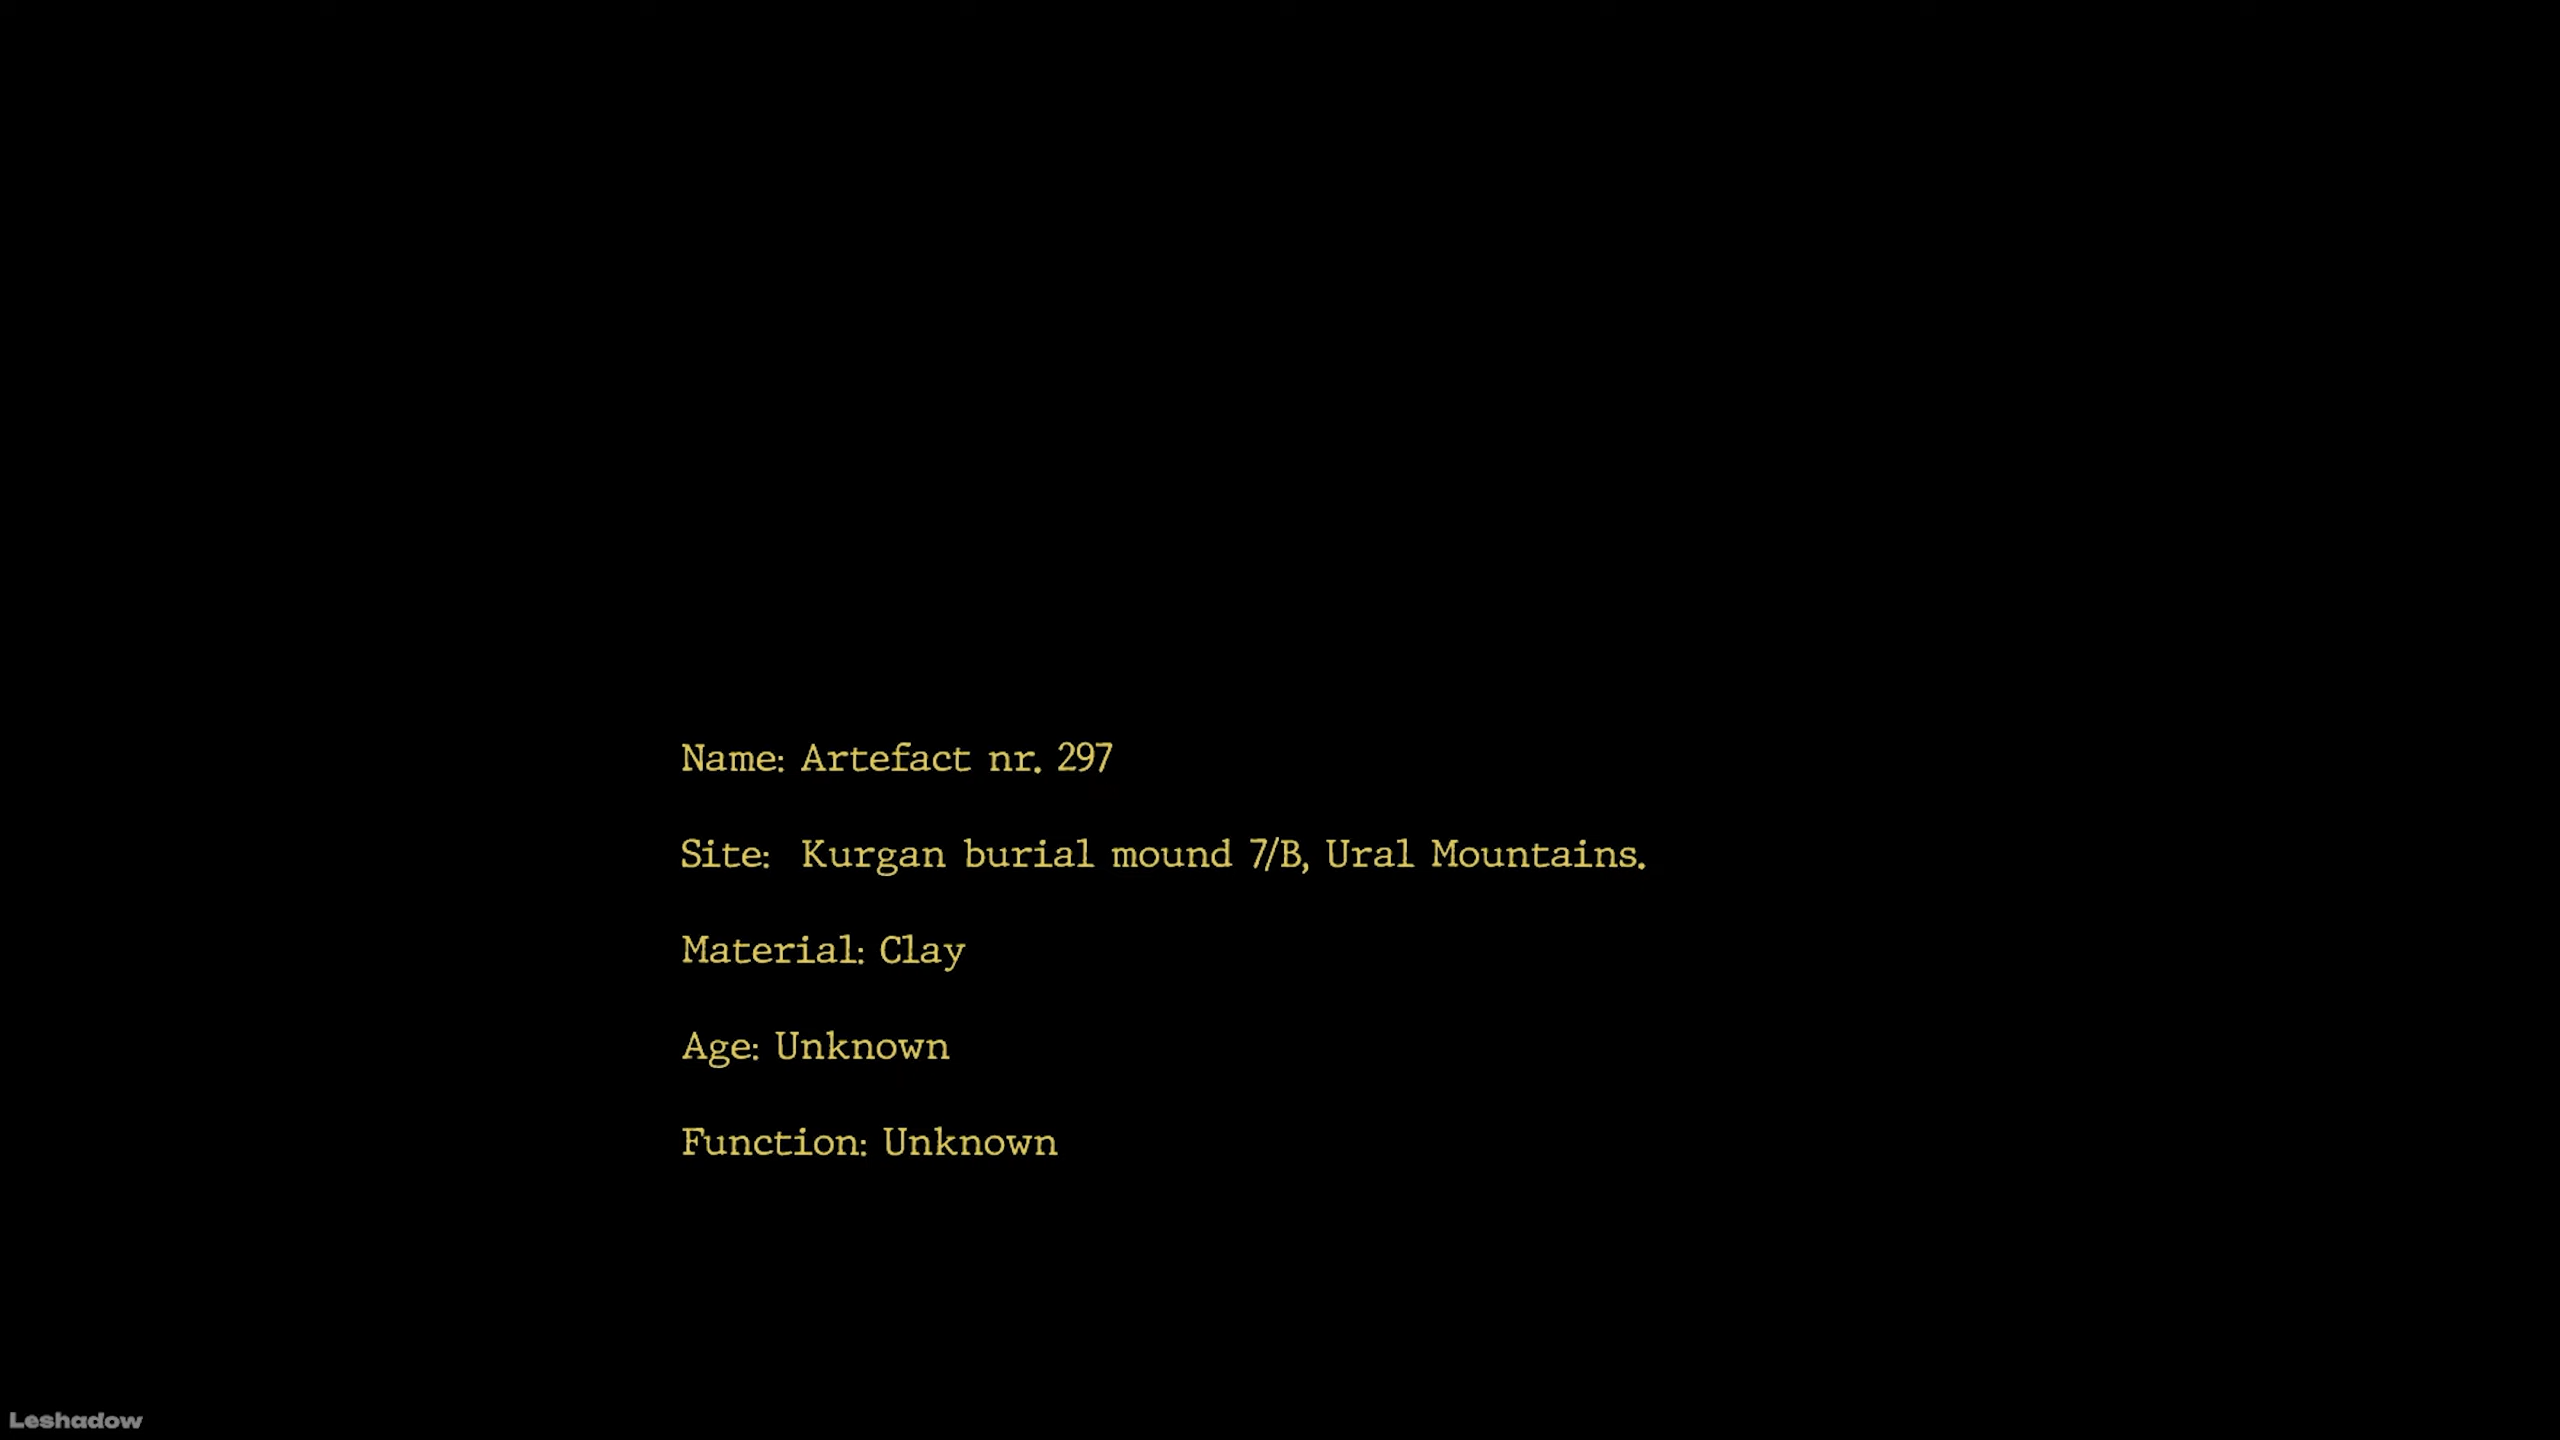 Name: Artefact nr. 297
Site: Kurgan burial mound 7/B, Ural Mountains.
Material: Clay
Age: Unknown
Function: Unknown
Leshadow